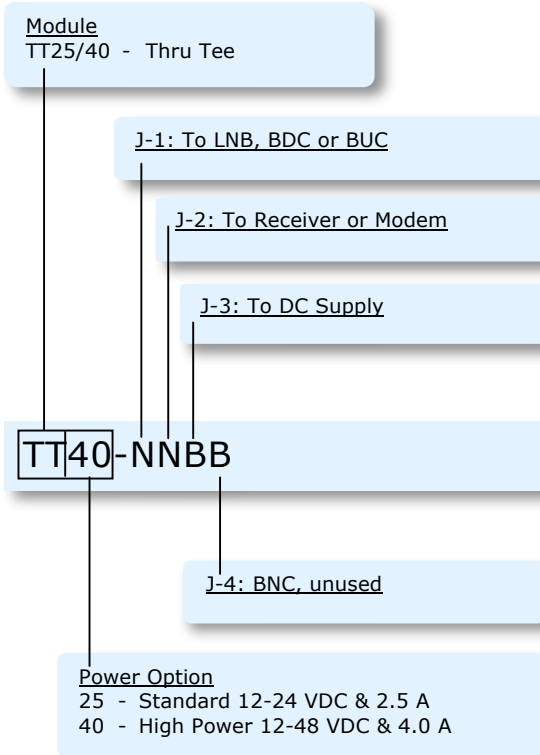 Module
TT25/40 - Thru Tee
J-1: To LNB, BDC or BUC
J-2: To Receiver or Modem
J-3: To DC Supply
TT40-NNBB
J-4: BNC, unused
Power Option
25 - Standard 12-24 VDC & 2.5 A
40 - High Power 12-48 VDC & 4.0 A